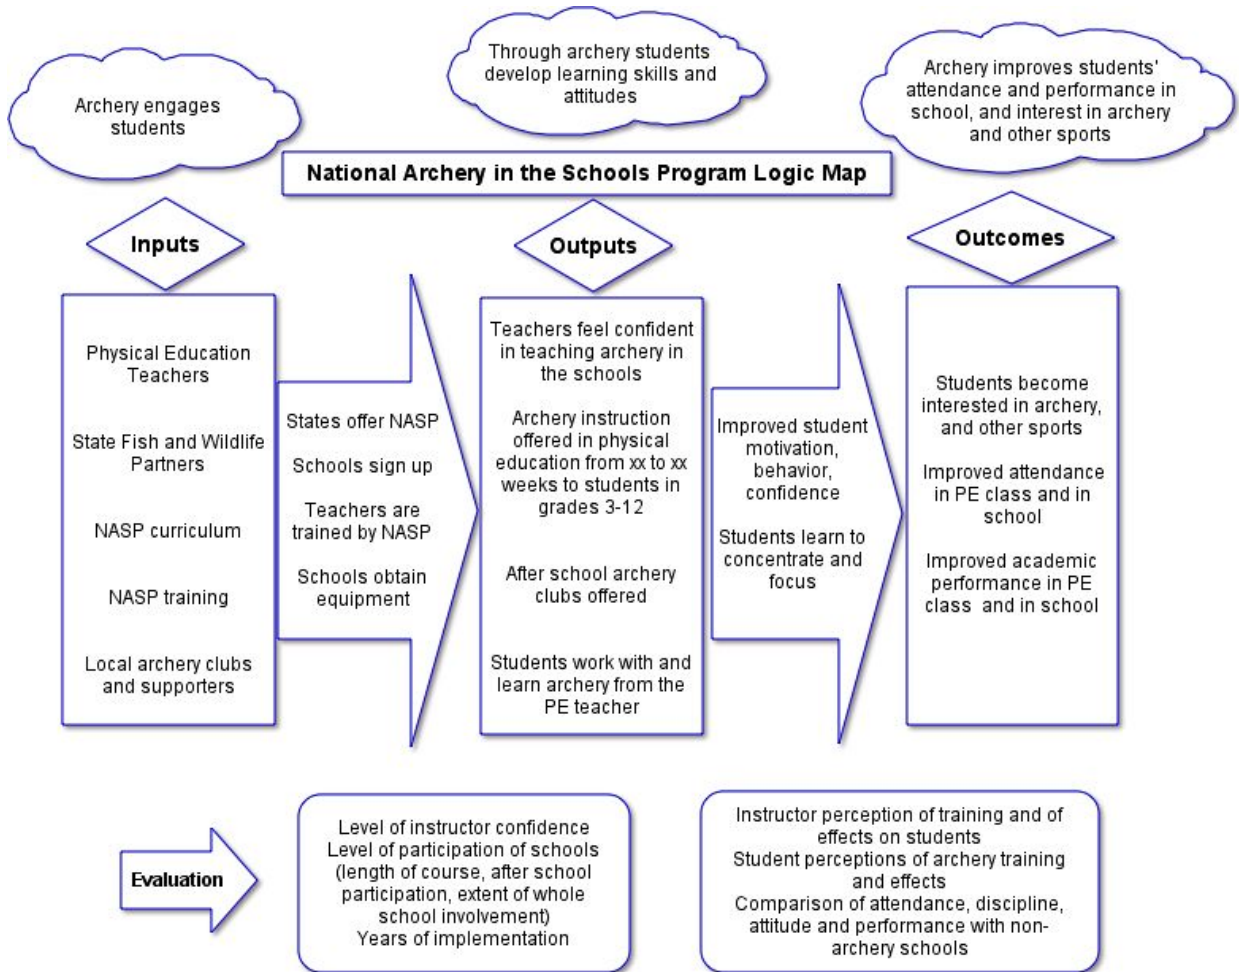 Archery engages
students
Through archery students
develop learning skills and
attitudes
Archery improves students'
attendance and performance in
school, and interest in archery
and other sports
National Archery in the Schools Program Logic Map
Inputs
Outputs
Outcomes
Physical Education
Teachers
State Fish and Wildlife
Partners
NASP curriculum
NASP training
Local archery clubs
and supporters
States offer NASP
Schools sign up
Teachers are
trained by NASP
Schools obtain
equipment
Teachers feel confident
in teaching archery in
the schools
Archery instruction
offered in physical
education from xx to xx
weeks to students in
grades 3-12
After school archery
clubs offered
Students work with and
learn archery from the
PE teacher
Improved student
motivation,
behavior,
confidence
Students learn to
concentrate and
focus
Students become
interested in archery,
and other sports
Improved attendance
in PE class and in
school
Improved academic
performance in PE
class and in school
Evaluation
Level of instructor confidence
Level of participation of schools
(length of course, after school
participation, extent of whole
school involvement)
Years of implementation
Instructor perception of training and of
effects on students
Student perceptions of archery training
and effects
Comparison of attendance, discipline,
attitude and performance with non-
archery schools